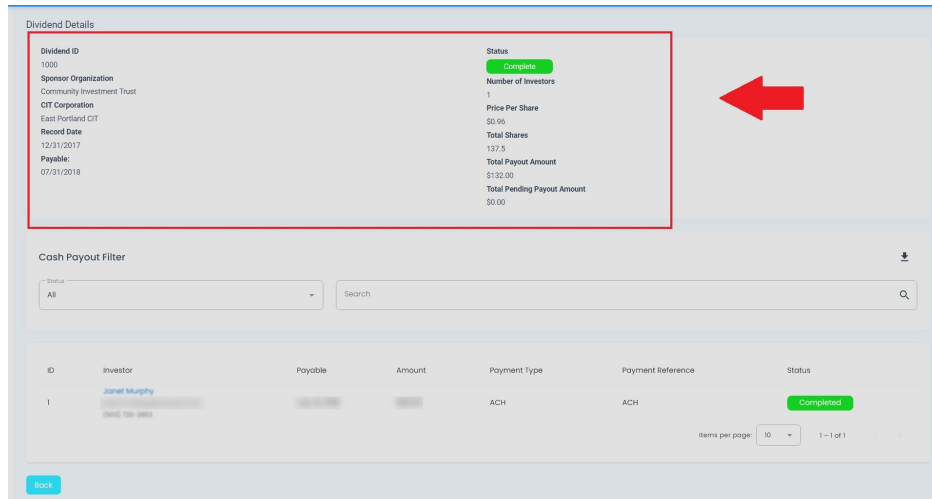 Dividend Details
Dividend ID
1000
Sponsor Organization
Community Investment Trust
CIT Corporation
East Portland CIT
Record Date
12/31/2017
Payable:
07/31/2018
Status
Complete
Number of Investors
1
Price Per Share
$0.96
Total Shares
137.5
Total Payout Amount
$132.00
Total Pending Payout Amount
$0.00
Cash Payout Filter
Status
All
Search
ID Investor Payable Amount Payment Type Payment Reference Status
Janet Murphy
1 ACH ACH Completed
Items per page: 10 1 – 1 of 1
Back